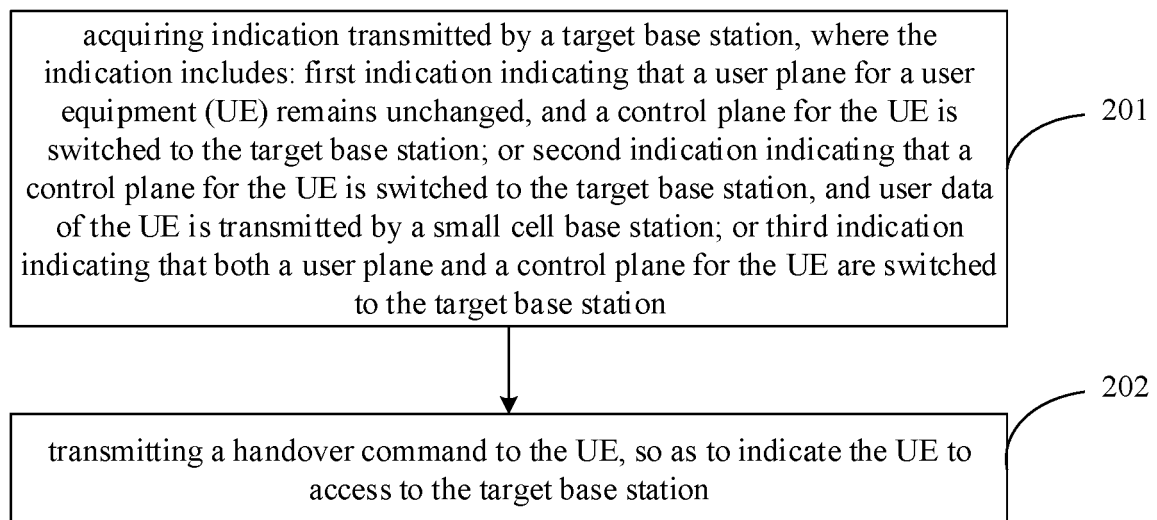 acquiring indication transmitted by a target base station, where the
indication includes: first indication indicating that a user plane for a user
equipment (UE) remains unchanged, and a control plane for the UE is
switched to the target base station; or second indication indicating that a
control plane for the UE is switched to the target base station, and user data
of the UE is transmitted by a small cell base station; or third indication
indicating that both a user plane and a control plane for the UE are switched
to the target base station
201
transmitting a handover command to the UE, so as to indicate the UE to
access to the target base station
202